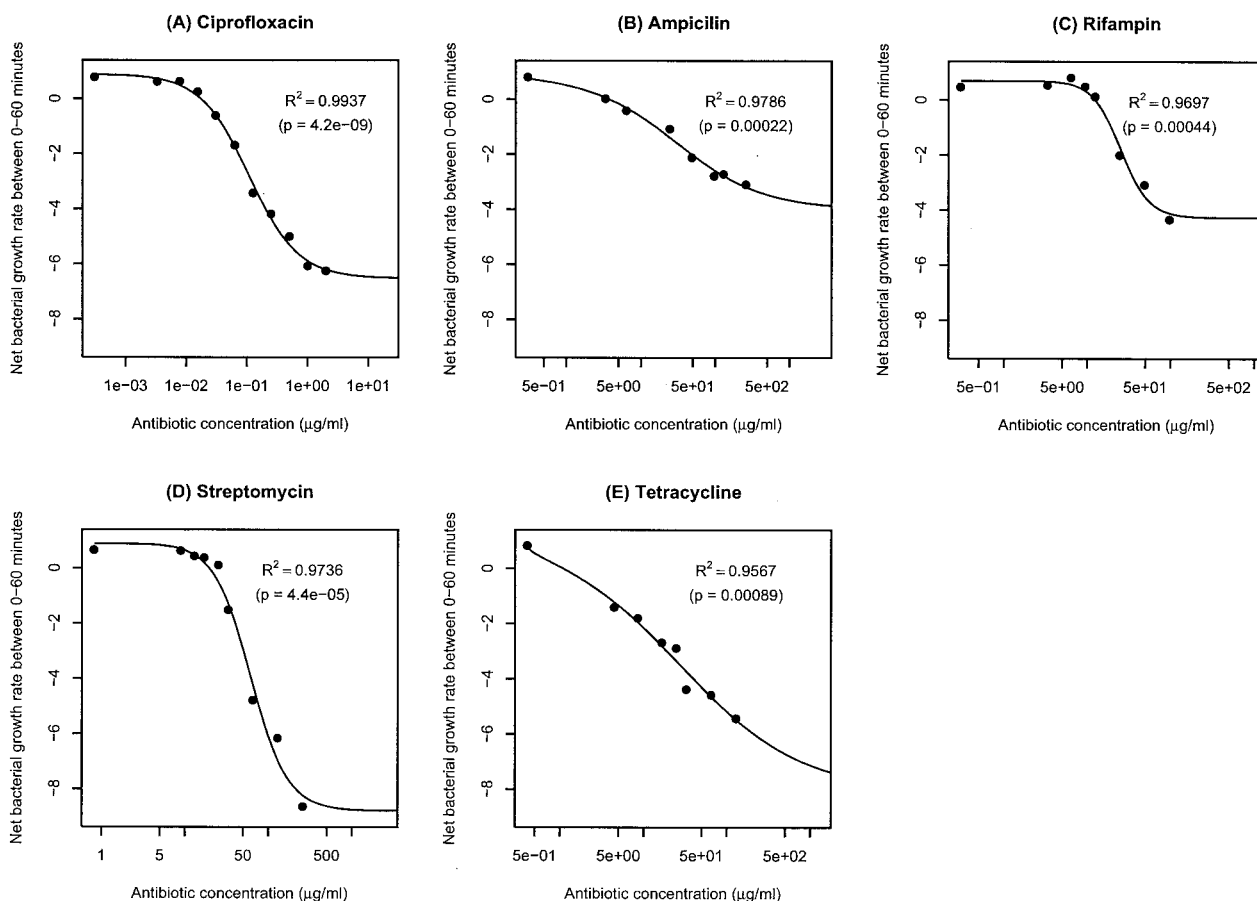 (A) Ciprofloxacin
Net bacterial growth rate between 0−60 minutes
0
−2
−4
−6
−8
R² = 0.9937
(p = 4.2e−09)
1e−03 1e−02 1e−01 1e+00 1e+01
Antibiotic concentration (μg/ml)
(B) Ampicilin
Net bacterial growth rate between 0−60 minutes
0
−2
−4
−6
−8
R² = 0.9786
(p = 0.00022)
5e−01 5e+00 5e+01 5e+02
Antibiotic concentration (μg/ml)
(C) Rifampin
Net bacterial growth rate between 0−60 minutes
0
−2
−4
−6
−8
R² = 0.9697
(p = 0.00044)
5e−01 5e+00 5e+01 5e+02
Antibiotic concentration (μg/ml)
(D) Streptomycin
Net bacterial growth rate between 0−60 minutes
0
−2
−4
−6
−8
R² = 0.9736
(p = 4.4e−05)
1 5 50 500
Antibiotic concentration (μg/ml)
(E) Tetracycline
Net bacterial growth rate between 0−60 minutes
0
−2
−4
−6
−8
R² = 0.9567
(p = 0.00089)
5e−01 5e+00 5e+01 5e+02
Antibiotic concentration (μg/ml)